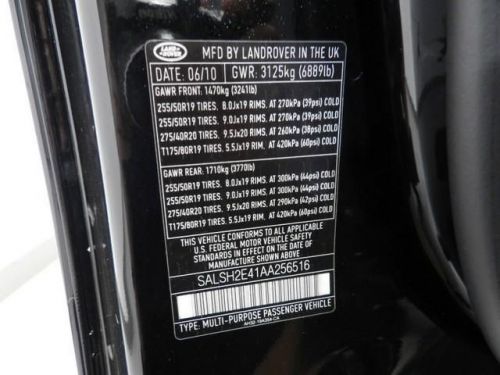 LAND ROVER
MFD BY LANDROVER IN THE UK
DATE: 06/10 GWR: 3125kg (6889lb)
GAWR FRONT: 1470kg (3241lb)
255/50R19 TIRES, 8.0Jx19 RIMS, AT 270kPa (39psi) COLD
255/50R19 TIRES, 9.0Jx19 RIMS, AT 270kPa (39psi) COLD
275/40R20 TIRES, 9.5Jx20 RIMS, AT 260kPa (38psi) COLD
T175/80R19 TIRES, 5.5Jx19 RIM, AT 420kPa (60psi) COLD
GAWR REAR: 1710kg (3770lb)
255/50R19 TIRES, 8.0Jx19 RIMS, AT 300kPa (44psi) COLD
255/50R19 TIRES, 9.0Jx19 RIMS, AT 300kPa (44psi) COLD
275/40R20 TIRES, 9.5Jx20 RIMS, AT 290kPa (42psi) COLD
T175/80R19 TIRES, 5.5Jx19 RIM, AT 420kPa (60psi) COLD
THIS VEHICLE CONFORMS TO ALL APPLICABLE
U.S. FEDERAL MOTOR VEHICLE SAFETY AND
THEFT PREVENTION STANDARDS IN EFFECT ON THE DATE OF
MANUFACTURE SHOWN ABOVE
SALSH2E41AA256516
TYPE: MULTI-PURPOSE PASSENGER VEHICLE